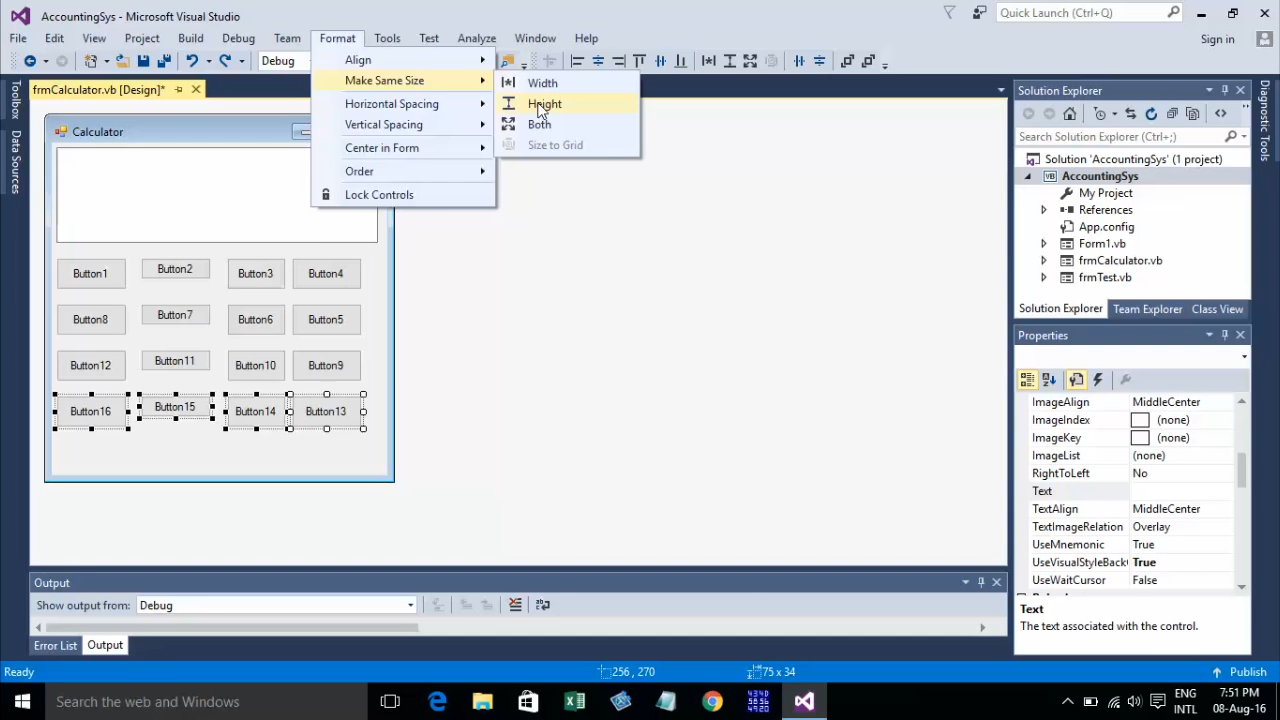 AccountingSys - Microsoft Visual Studio
Quick Launch (Ctrl+Q)
File Edit View Project Build Debug Team Format Tools Test Analyze Window Help
Sign in
Debug
frmCalculator.vb [Design]*
Toolbox
Data Sources
Align
Make Same Size
Horizontal Spacing
Vertical Spacing
Center in Form
Order
Lock Controls
Width
Height
Both
Size to Grid
Calculator
Button1 Button2 Button3 Button4
Button8 Button7 Button6 Button5
Button12 Button11 Button10 Button9
Button16 Button15 Button14 Button13
Solution Explorer
Search Solution Explorer (Ctrl+;)
Solution 'AccountingSys' (1 project)
VB AccountingSys
My Project
References
App.config
Form1.vb
frmCalculator.vb
frmTest.vb
Solution Explorer Team Explorer Class View
Diagnostic Tools
Properties
ImageAlign MiddleCenter
ImageIndex (none)
ImageKey (none)
ImageList (none)
RightToLeft No
Text
TextAlign MiddleCenter
TextImageRelation Overlay
UseMnemonic True
UseVisualStyleBack True
UseWaitCursor False
Text
The text associated with the control.
Output
Show output from: Debug
Error List Output
Ready
256 , 270
75 x 34
Publish
Search the web and Windows
ENG
INTL
7:51 PM
08-Aug-16